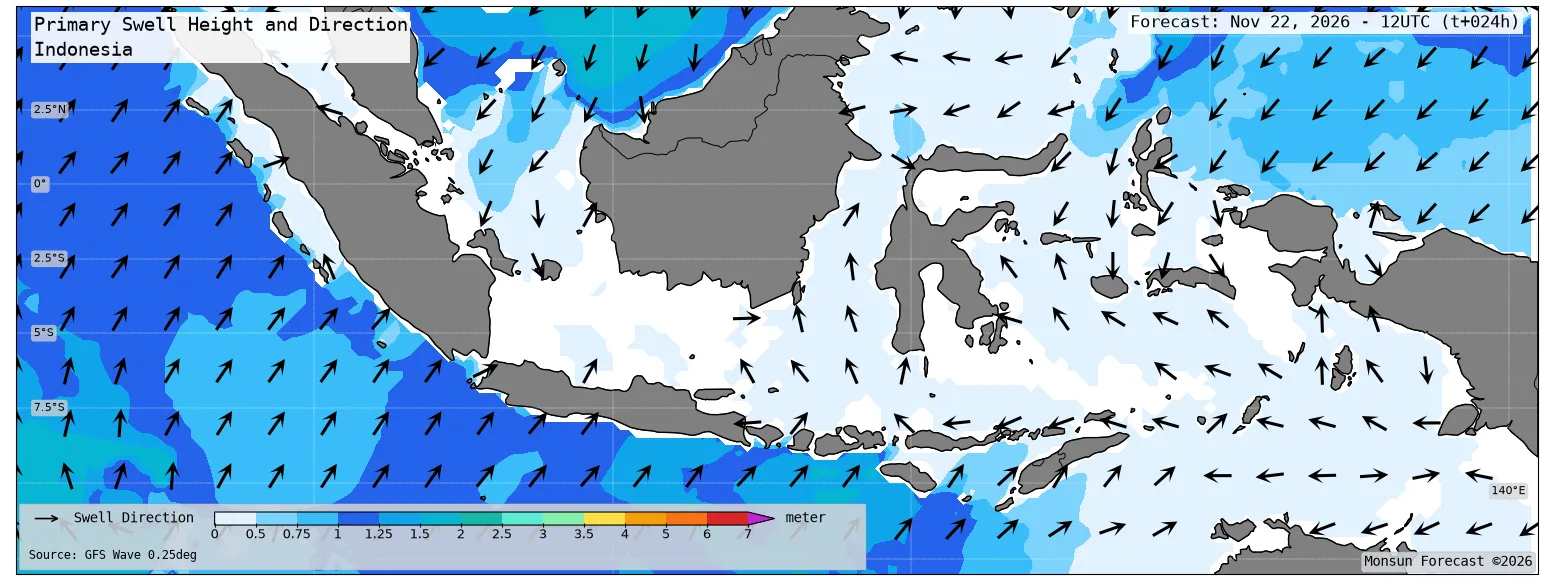 Primary Swell Height and Direction
Indonesia
Forecast: Nov 22, 2026 - 12UTC (t+024h)
2.5°N
0°
2.5°S
5°S
7.5°S
140°E
Swell Direction
0 0.5 0.75 1 1.25 1.5 2 2.5 3 3.5 4 5 6 7
meter
Source: GFS Wave 0.25deg
Monsun Forecast ©2026